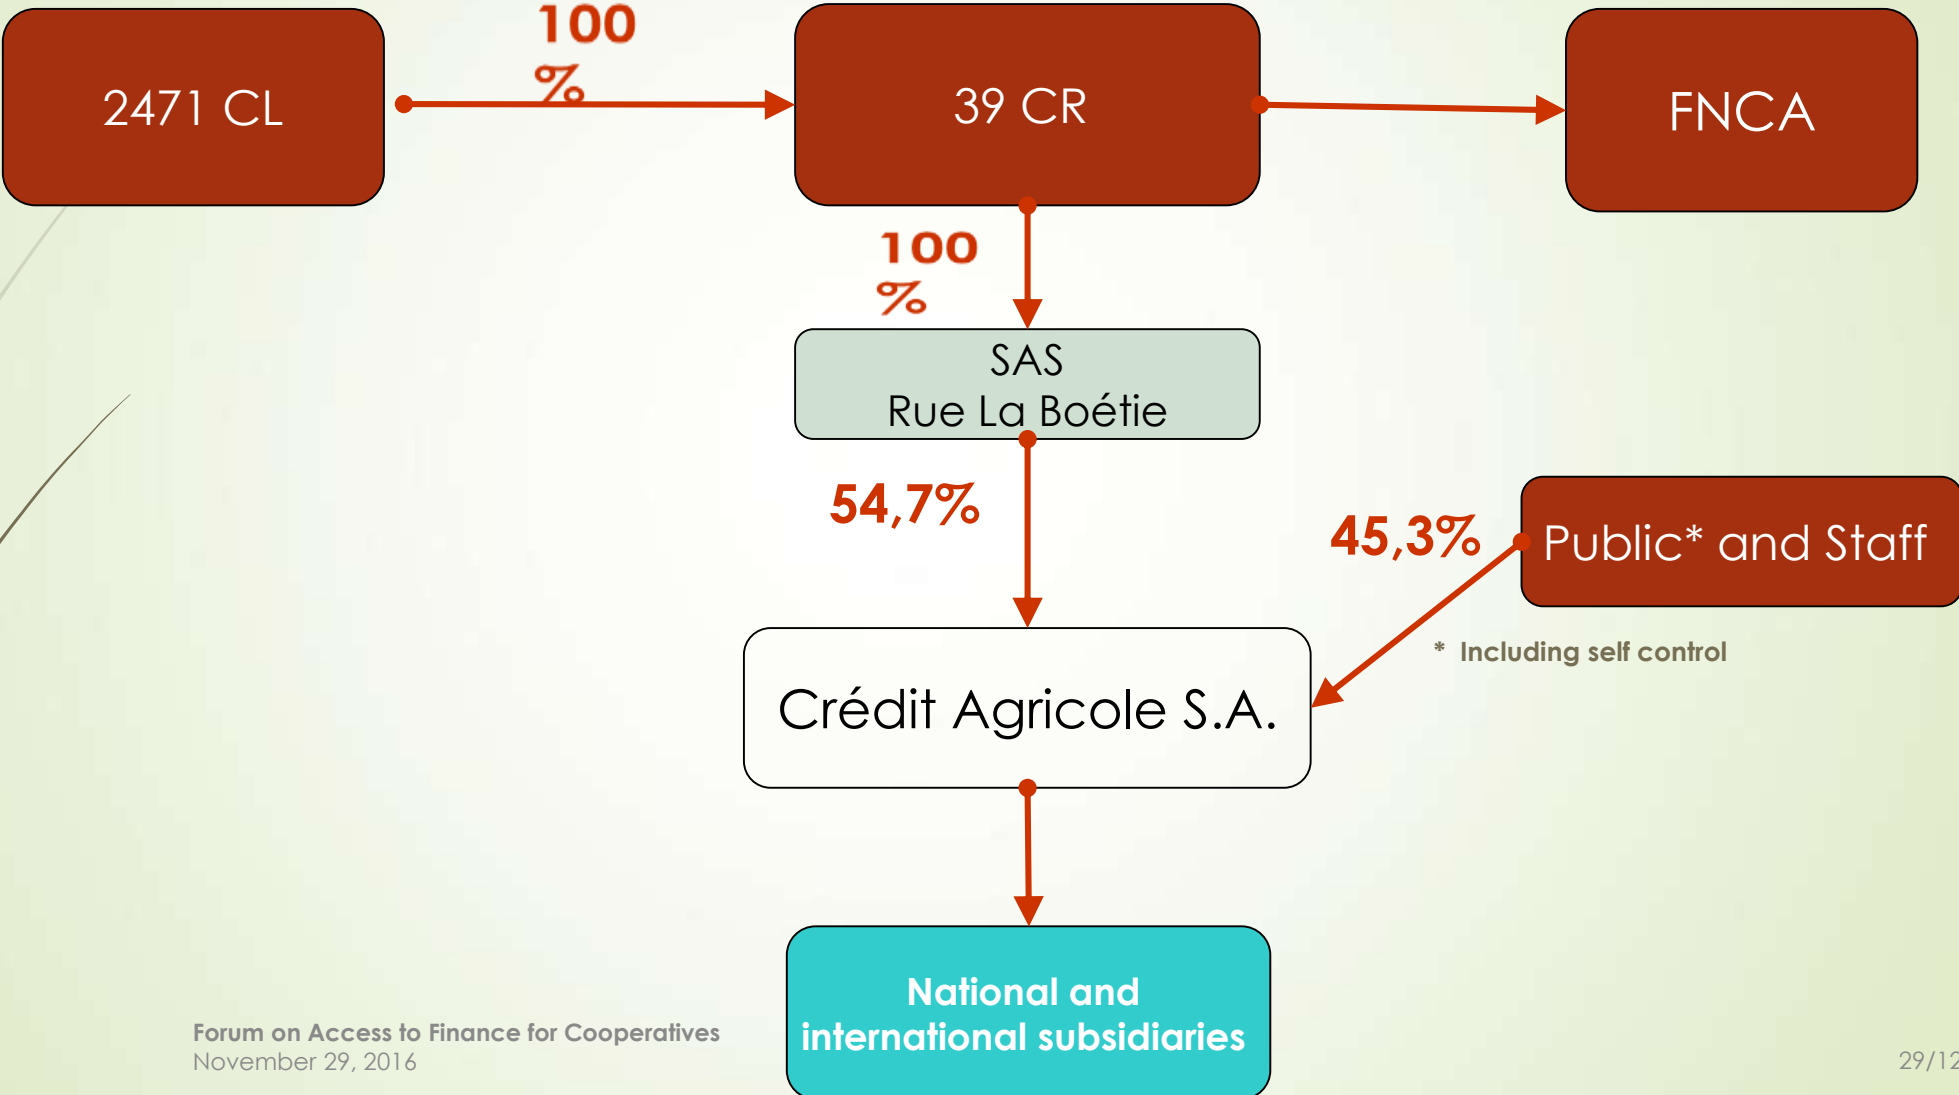 2471 CL
100
%
39 CR
FNCA
100
%
SAS
Rue La Boétie
54,7%
45,3%
Public* and Staff
* Including self control
Crédit Agricole S.A.
National and
international subsidiaries
Forum on Access to Finance for Cooperatives
November 29, 2016
29/12